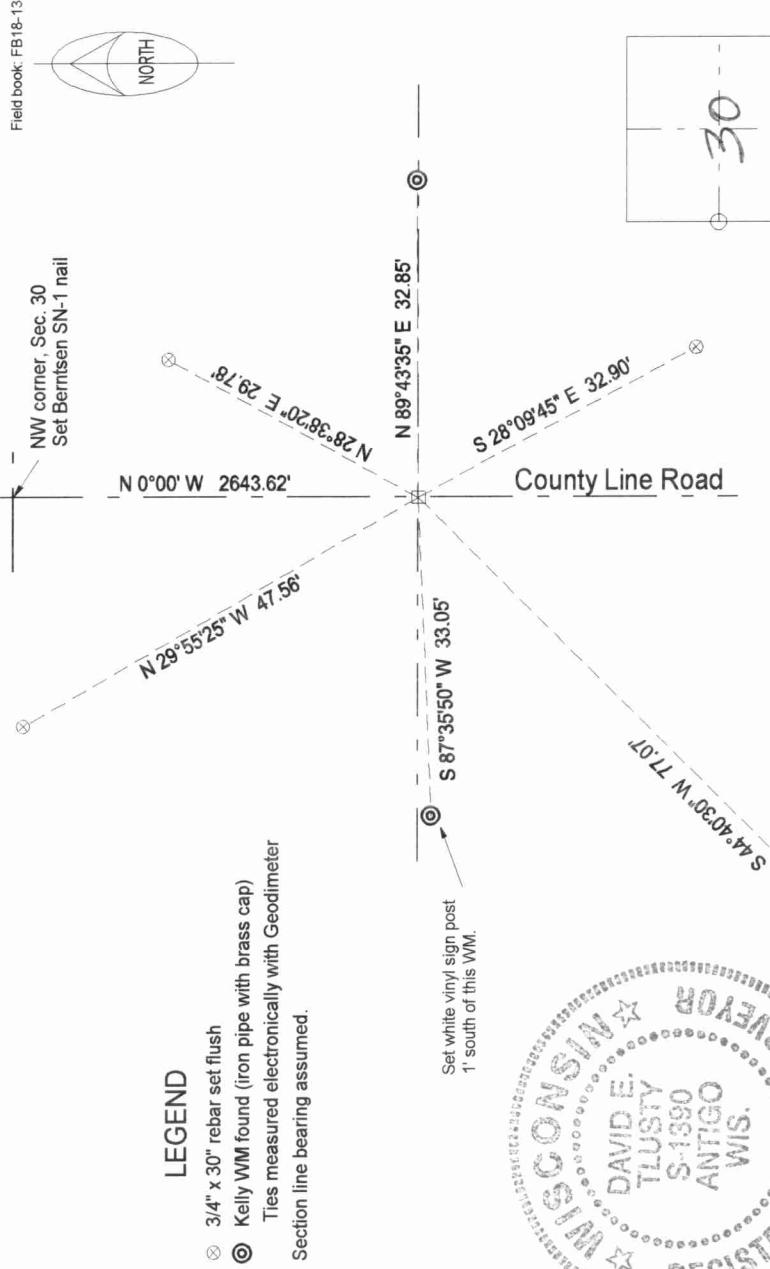 Field book: FB18-13
NORTH
NW corner, Sec. 30
Set Berntsen SN-1 nail
N 0°00' W 2643.62'
N 28°38'20" E 29.78'
N 89°43'35" E 32.85'
N 29°55'25" W 47.56'
S 28°09'45" E 32.90'
County Line Road
S 87°35'50" W 33.05'
S 44°40'30" W 77.07'
Set white vinyl sign post
1' south of this WM.
30
LEGEND
3/4" x 30" rebar set flush
Kelly WM found (iron pipe with brass cap)
Ties measured electronically with Geodimeter
Section line bearing assumed.
WISCONSIN
DAVID E.
TLUSTY
S-1390
ANTIGO
WIS.